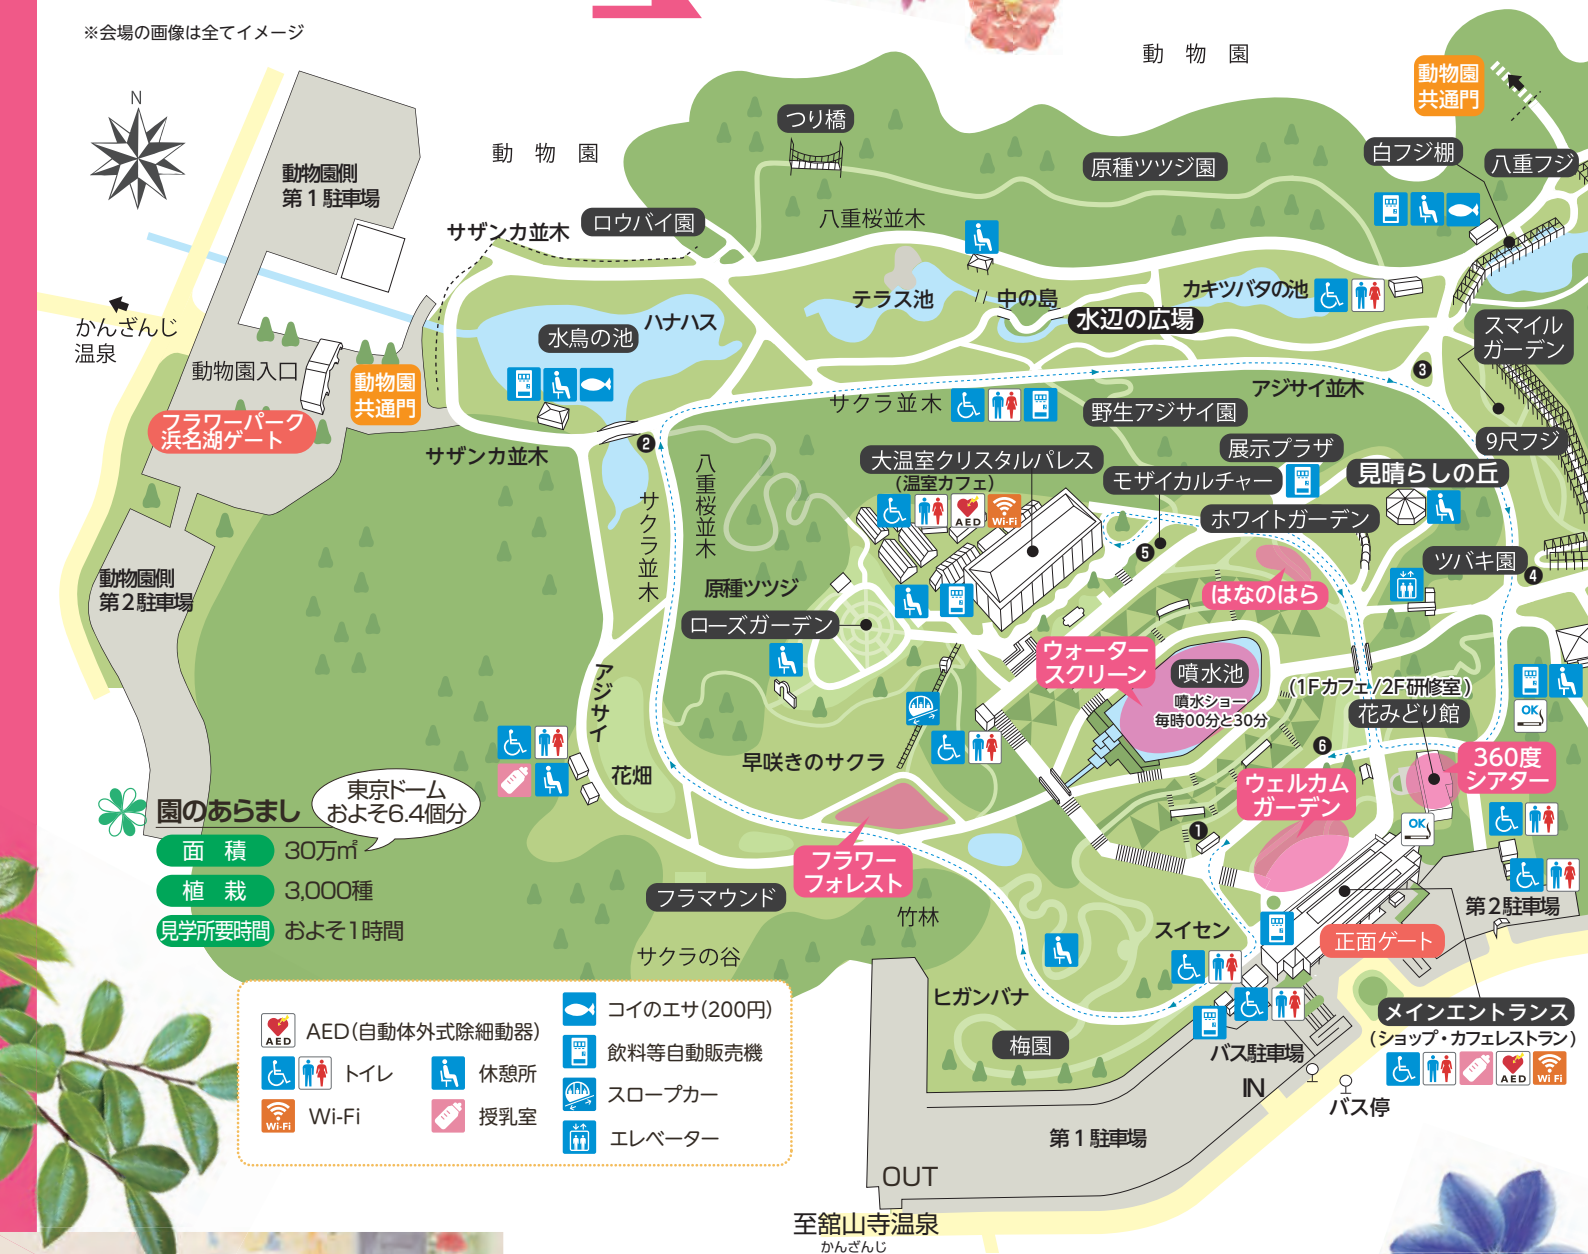 ※会場の画像は全てイメージ
動 物 園
動物園
共通門
N
つり橋
白フジ棚
八重フジ
動 物 園
原種ツツジ園
動物園側
第1駐車場
サザンカ並木
ロウバイ園
八重桜並木
かんざんじ
温泉
テラス池
中の島
カキツバタの池
水辺の広場
水鳥の池
ハナハス
スマイル
ガーデン
動物園入口
動物園
共通門
フラワーパーク
浜名湖ゲート
サクラ並木
アジサイ並木
3
野生アジサイ園
9尺フジ
サザンカ並木
2
八重桜並木
サクラ並木
大温室クリスタルパレス
(温室カフェ)
AED
Wi-Fi
展示プラザ
モザイカルチャー
見晴らしの丘
ホワイトガーデン
5
ツバキ園
4
動物園側
第2駐車場
原種ツツジ
はなのはら
ローズガーデン
ウォーター
スクリーン
噴水池
噴水ショー
毎時00分と30分
(1Fカフェ/2F研修室)
花みどり館
OK
アジサイ
6
360度
シアター
早咲きのサクラ
花畑
ウェルカム
ガーデン
OK
1
園のあらまし
東京ドーム
およそ6.4個分
面 積 30万㎡
植 栽 3,000種
見学所要時間 およそ1時間
フラワー
フォレスト
フラマウンド
竹林
第2駐車場
スイセン
正面ゲート
サクラの谷
ヒガンバナ
梅園
メインエントランス
(ショップ・カフェレストラン)
AED
Wi Fi
バス駐車場
IN
バス停
第1駐車場
OUT
至舘山寺温泉
かんざんじ
AED AED(自動体外式除細動器)
トイレ
休憩所
Wi-Fi Wi-Fi
授乳室
コイのエサ(200円)
飲料等自動販売機
スロープカー
エレベーター